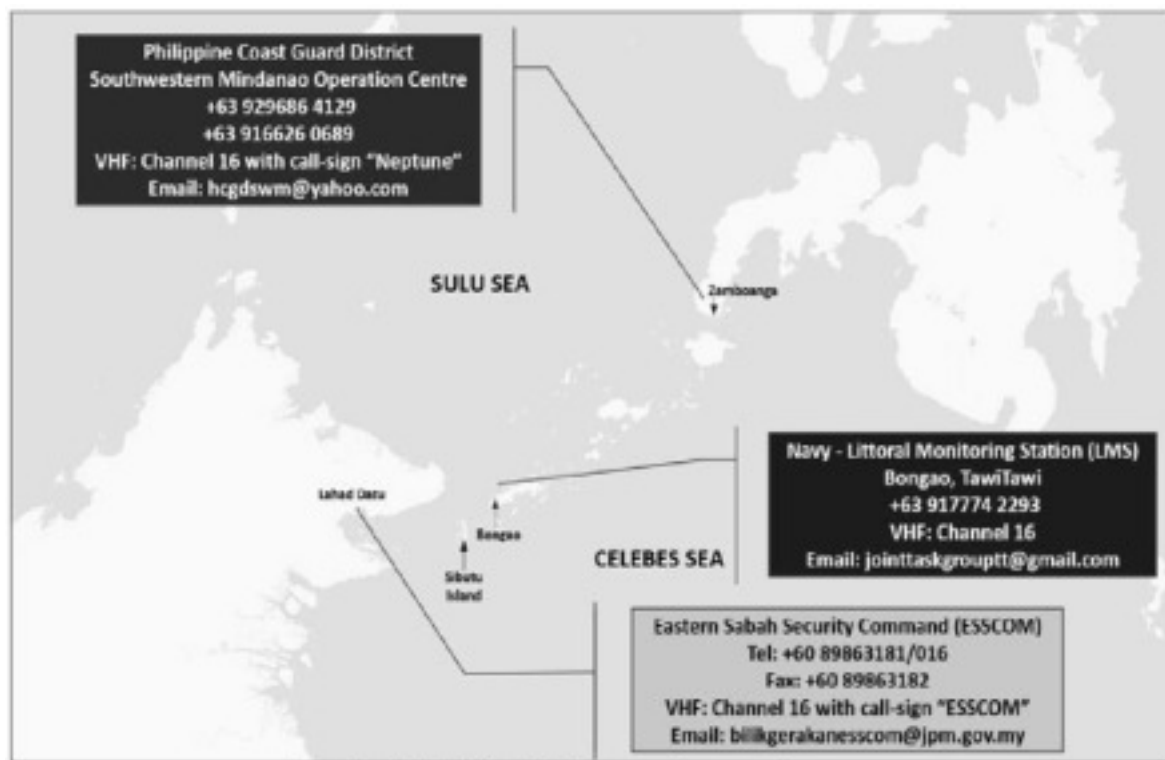 Philippine Coast Guard District
Southwestern Mindanao Operation Centre
+63 929686 4129
+63 916626 0689
VHF: Channel 16 with call-sign "Neptune"
Email: hcgdswm@yahoo.com
SULU SEA
Zamboanga
Navy - Littoral Monitoring Station (LMS)
Bongao, TawiTawi
+63 917774 2293
VHF: Channel 16
Email: jointtaskgrouptt@gmail.com
Lahad Datu
Bongao
CELEBES SEA
Sibutu
Island
Eastern Sabah Security Command (ESSCOM)
Tel: +60 89863181/016
Fax: +60 89863182
VHF: Channel 16 with call-sign "ESSCOM"
Email: bilikgerakanesscom@jpm.gov.my